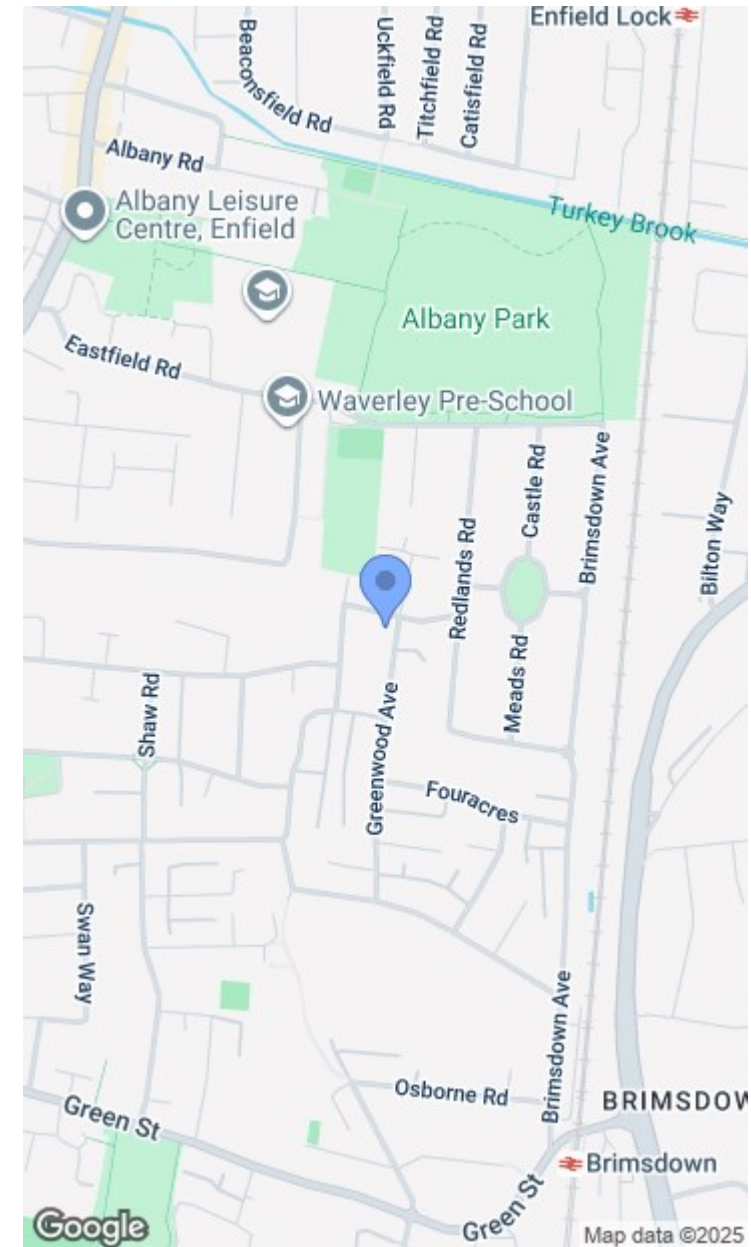 Enfield Lock
Beaconsfield Rd
Uckfield Rd
Titchfield Rd
Catisfield Rd
Albany Rd
Albany Leisure
Centre, Enfield
Turkey Brook
Albany Park
Eastfield Rd
Waverley Pre-School
Castle Rd
Brimsdown Ave
Bilton Way
Redlands Rd
Meads Rd
Shaw Rd
Greenwood Ave
Fouracres
Swan Way
Brimsdown Ave
Osborne Rd
BRIMSDOW
Green St
Brimsdown
Green St
Google
Map data ©2025